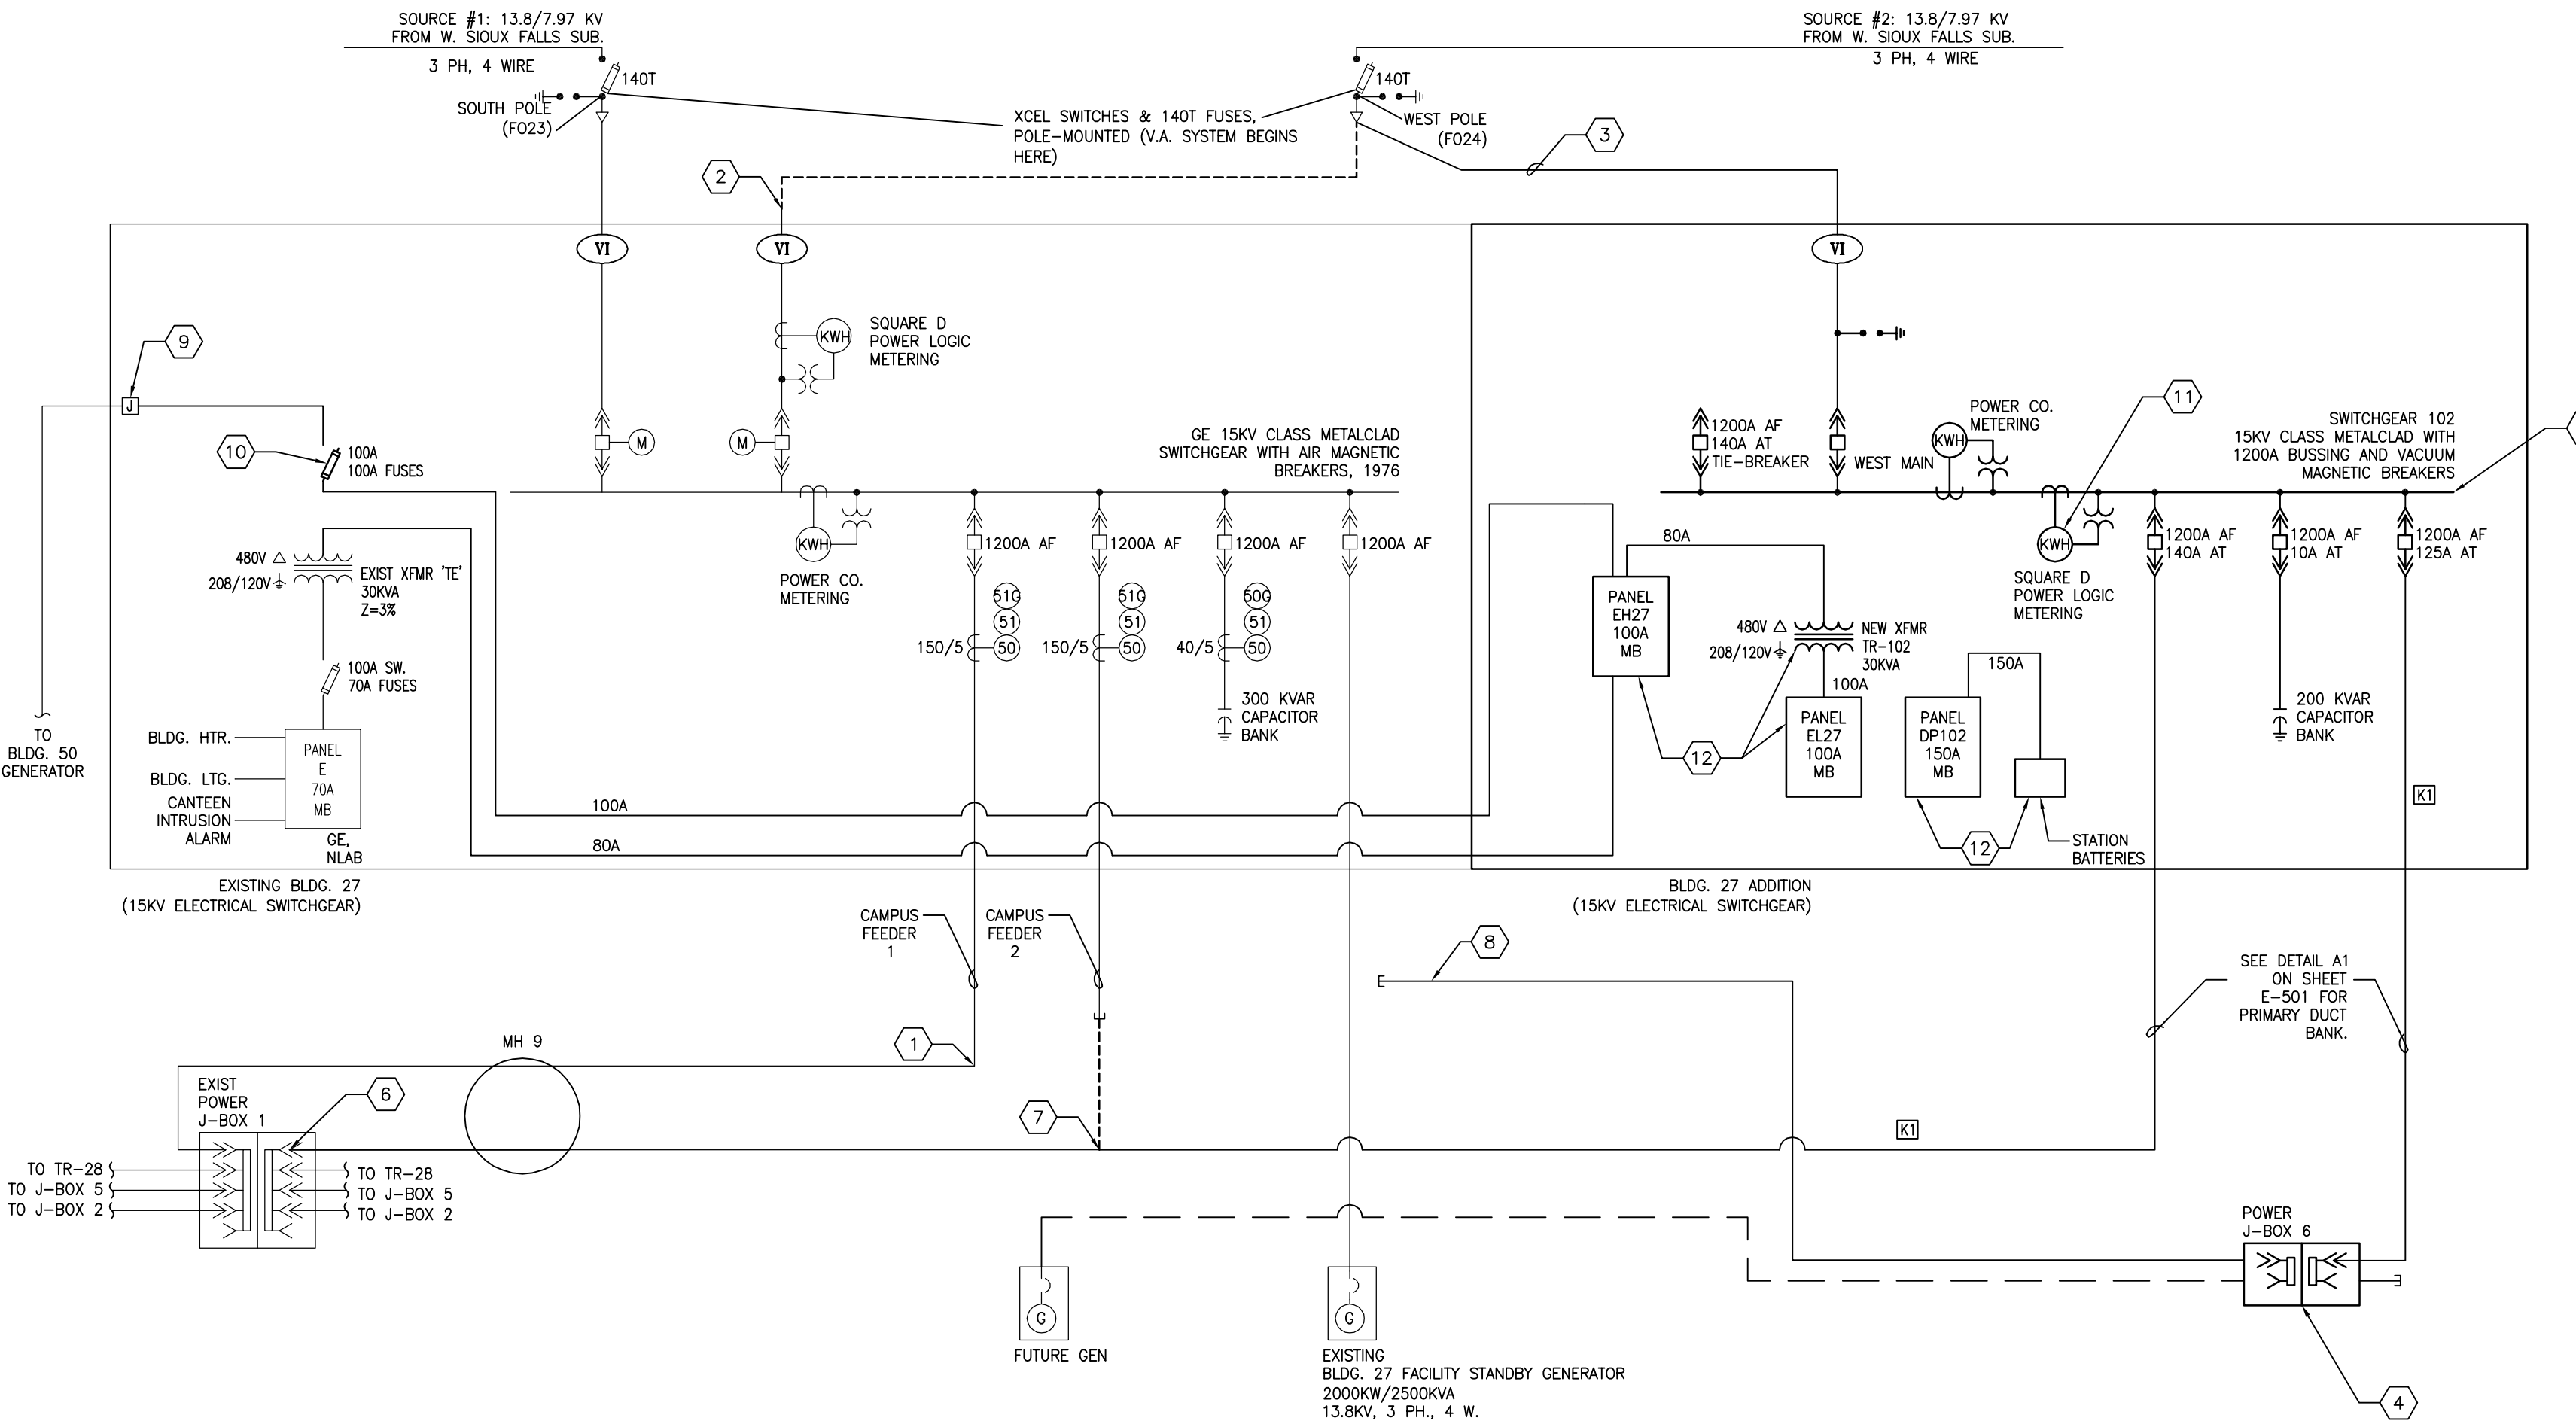 SOURCE #1: 13.8/7.97 KV
FROM W. SIOUX FALLS SUB.
3 PH, 4 WIRE
140T
SOUTH POLE
(FO23)
XCEL SWITCHES & 140T FUSES,
POLE-MOUNTED (V.A. SYSTEM BEGINS
HERE)
SOURCE #2: 13.8/7.97 KV
FROM W. SIOUX FALLS SUB.
3 PH, 4 WIRE
140T
WEST POLE
(FO24)
3
2
VI
VI
VI
KWH
SQUARE D
POWER LOGIC
METERING
9
J
10
100A
100A FUSES
M
M
GE 15KV CLASS METALCLAD
SWITCHGEAR WITH AIR MAGNETIC
BREAKERS, 1976
1200A AF
140A AT
TIE-BREAKER
WEST MAIN
POWER CO.
METERING
KWH
11
SWITCHGEAR 102
15KV CLASS METALCLAD WITH
1200A BUSSING AND VACUUM
MAGNETIC BREAKERS
480V
208/120V
EXIST XFMR 'TE'
30KVA
Z=3%
KWH
POWER CO.
METERING
1200A AF
1200A AF
1200A AF
1200A AF
51G
51
50
150/5
51G
51
50
150/5
50G
51
50
40/5
300 KVAR
CAPACITOR
BANK
80A
PANEL
EH27
100A
MB
480V
208/120V
NEW XFMR
TR-102
30KVA
100A
PANEL
EL27
100A
MB
12
KWH
SQUARE D
POWER LOGIC
METERING
150A
PANEL
DP102
150A
MB
12
STATION
BATTERIES
1200A AF
140A AT
1200A AF
10A AT
1200A AF
125A AT
200 KVAR
CAPACITOR
BANK
K1
100A SW.
70A FUSES
TO
BLDG. 50
GENERATOR
BLDG. HTR.
BLDG. LTG.
CANTEEN
INTRUSION
ALARM
PANEL
E
70A
MB
GE,
NLAB
100A
80A
EXISTING BLDG. 27
(15KV ELECTRICAL SWITCHGEAR)
BLDG. 27 ADDITION
(15KV ELECTRICAL SWITCHGEAR)
CAMPUS
FEEDER
1
CAMPUS
FEEDER
2
8
SEE DETAIL A1
ON SHEET
E-501 FOR
PRIMARY DUCT
BANK.
MH 9
1
EXIST
POWER
J-BOX 1
6
7
K1
TO TR-28
TO J-BOX 5
TO J-BOX 2
TO TR-28
TO J-BOX 5
TO J-BOX 2
POWER
J-BOX 6
G
FUTURE GEN
G
EXISTING
BLDG. 27 FACILITY STANDBY GENERATOR
2000KW/2500KVA
13.8KV, 3 PH., 4 W.
4